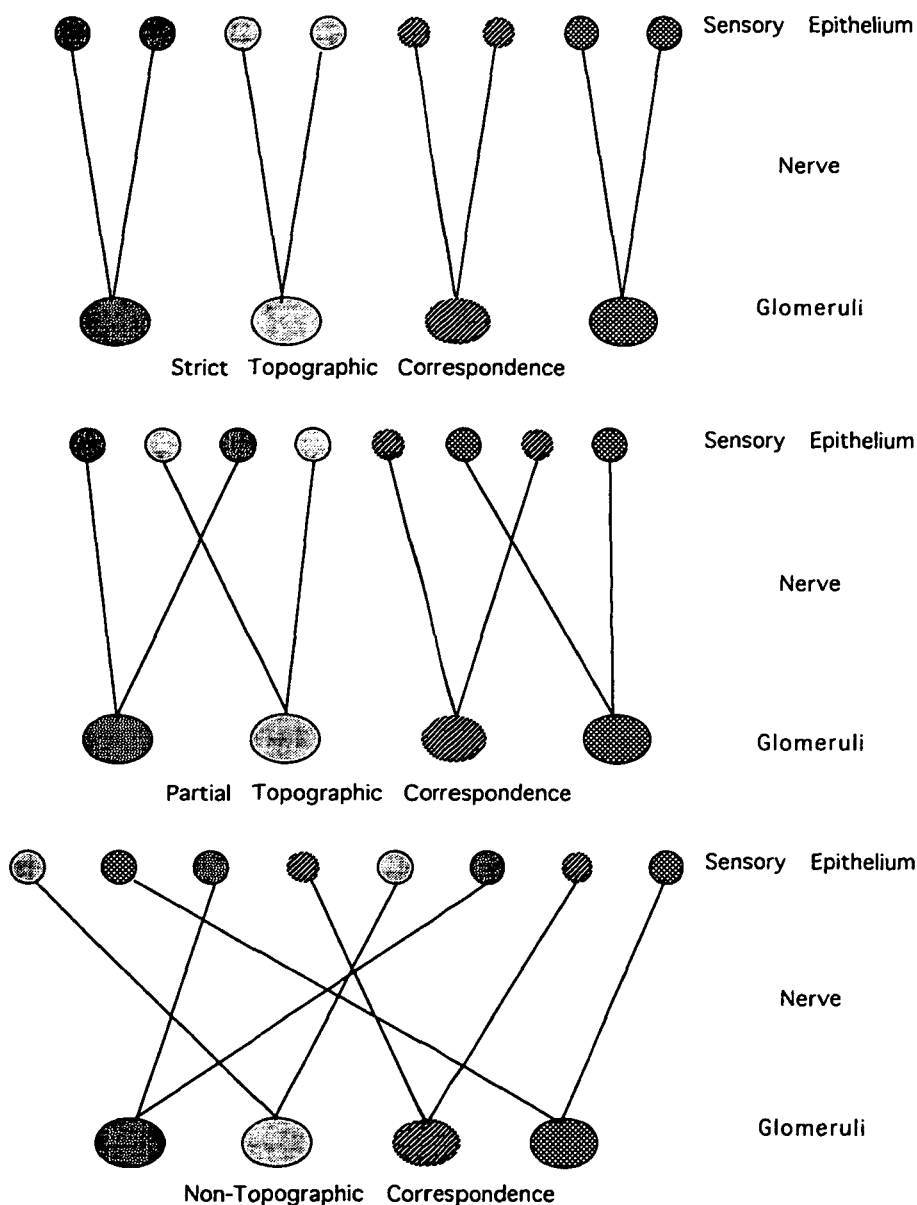 Sensory Epithelium
Nerve
Glomeruli
Strict Topographic Correspondence
Sensory Epithelium
Nerve
Glomeruli
Partial Topographic Correspondence
Sensory Epithelium
Nerve
Glomeruli
Non-Topographic Correspondence